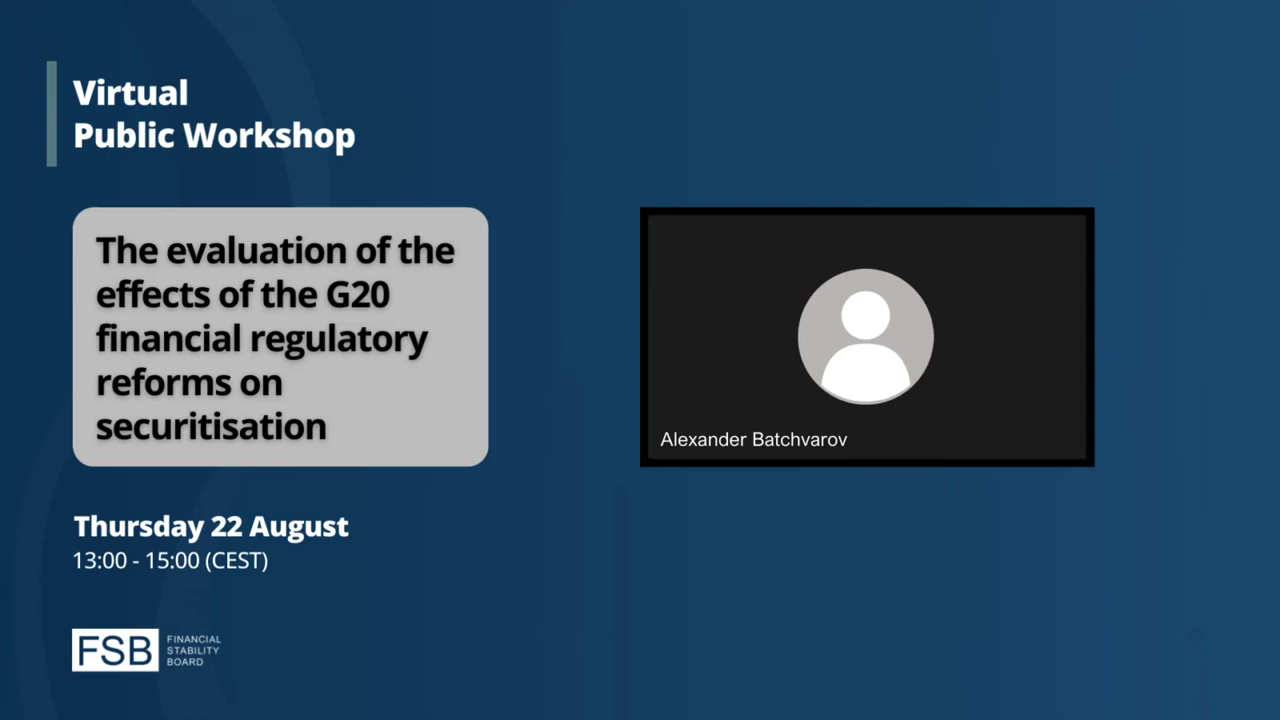 Virtual
Public Workshop
The evaluation of the
effects of the G20
financial regulatory
reforms on
securitisation
Alexander Batchvarov
Thursday 22 August
13:00 - 15:00 (CEST)
FSB
FINANCIAL
STABILITY
BOARD